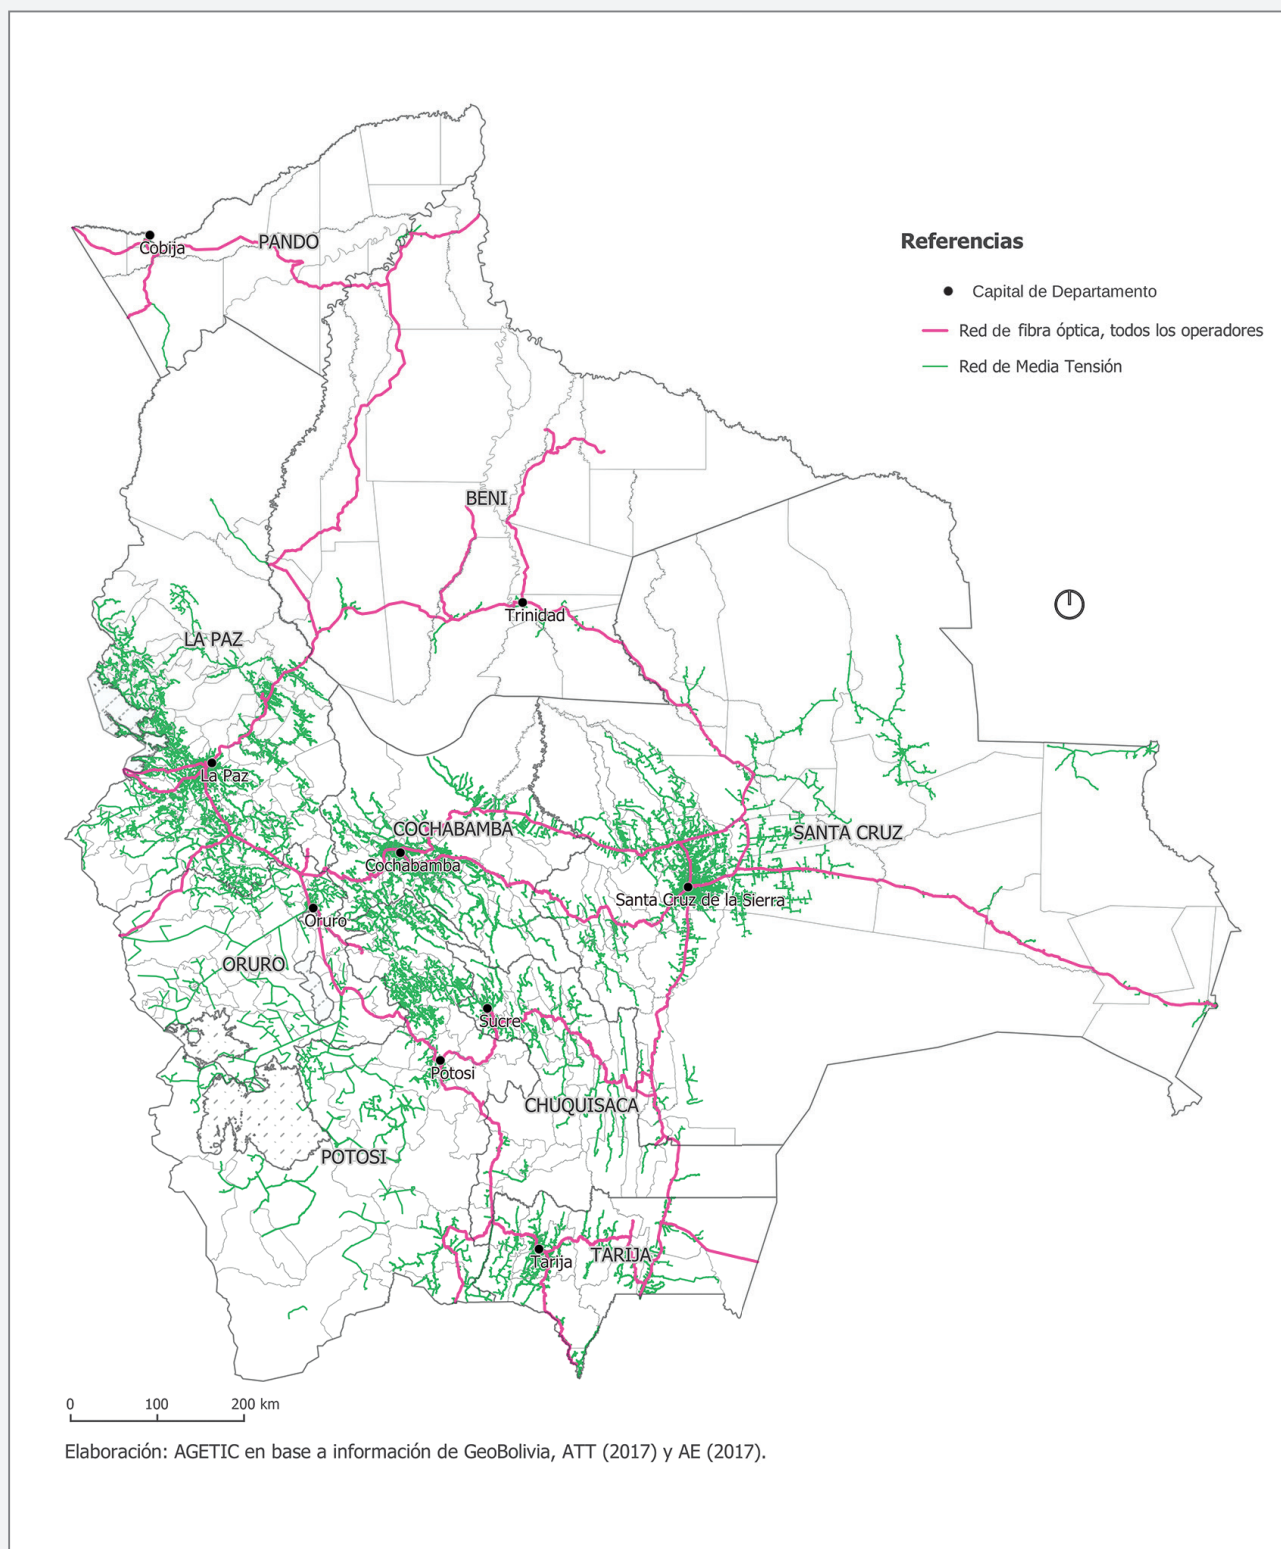 Cobija
PANDO
Referencias
Capital de Departamento
Red de fibra óptica, todos los operadores
Red de Media Tensión
BENI
Trinidad
LA PAZ
La Paz
COCHABAMBA
Cochabamba
SANTA CRUZ
Santa Cruz de la Sierra
Oruro
ORURO
Sucre
Potosi
CHUQUISACA
POTOSI
TARIJA
Tarija
0 100 200 km
Elaboración: AGETIC en base a información de GeoBolivia, ATT (2017) y AE (2017).